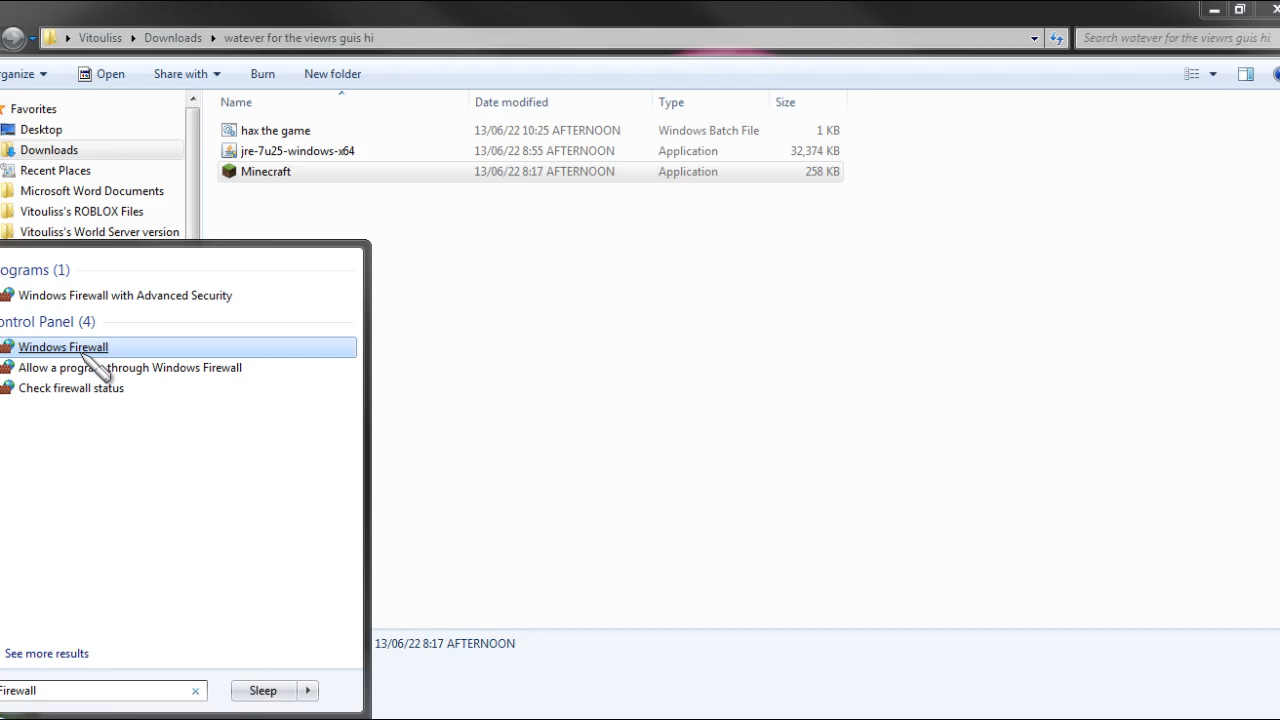 Vitouliss Downloads watever for the viewrs guis hi Search watever for the viewrs guis hi
rganize Open Share with Burn New folder
Favorites
Desktop
Downloads
Recent Places
Microsoft Word Documents
Vitouliss's ROBLOX Files
Vitouliss's World Server version
Name Date modified Type Size
hax the game 13/06/22 10:25 AFTERNOON Windows Batch File 1 KB
jre-7u25-windows-x64 13/06/22 8:55 AFTERNOON Application 32,374 KB
Minecraft 13/06/22 8:17 AFTERNOON Application 258 KB
ograms (1)
Windows Firewall with Advanced Security
ontrol Panel (4)
Windows Firewall
Allow a program through Windows Firewall
Check firewall status
See more results
13/06/22 8:17 AFTERNOON
Firewall Sleep